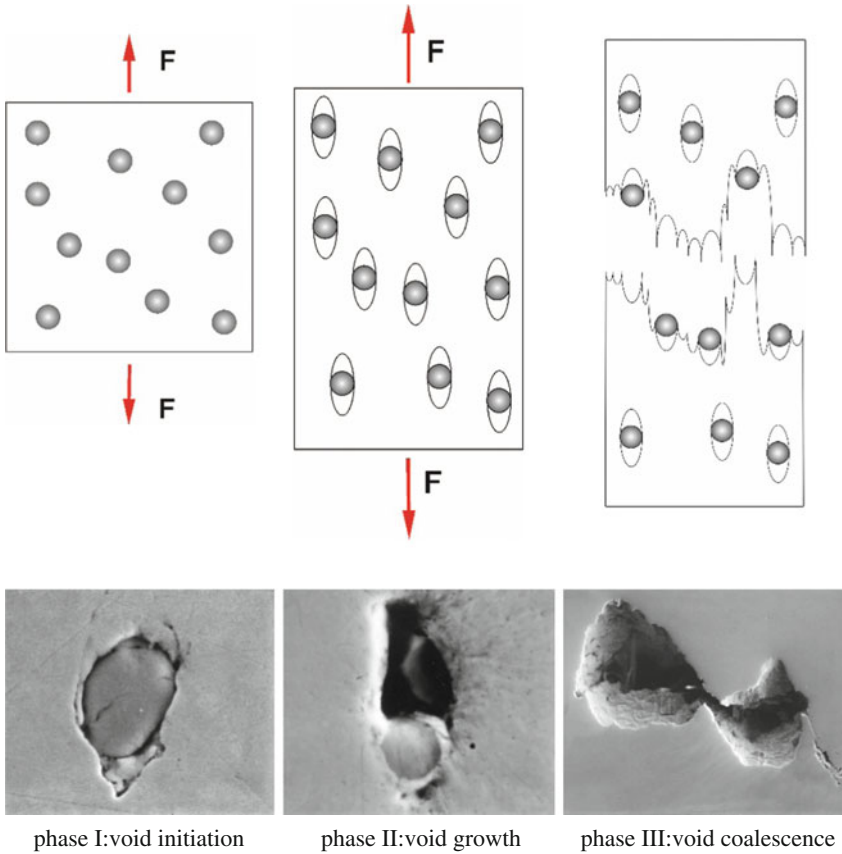 F
F
F
F
phase I:void initiation
phase II:void growth
phase III:void coalescence